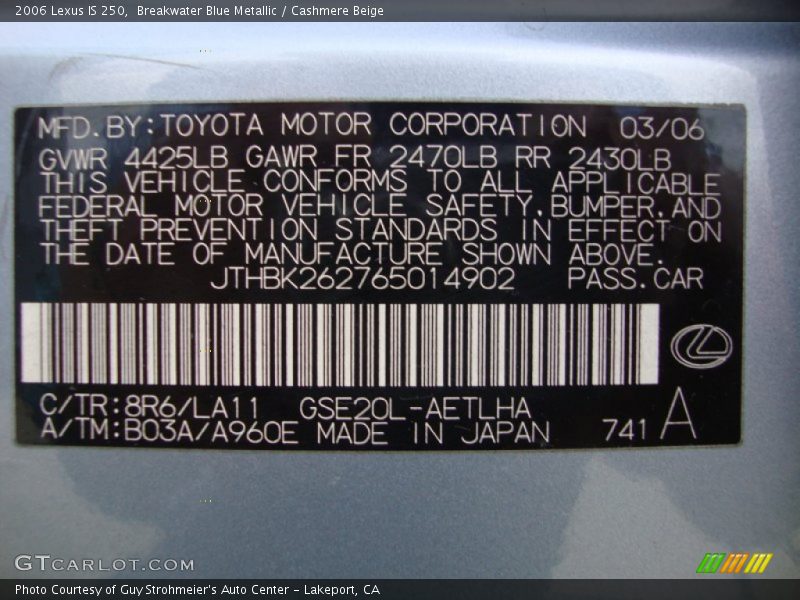 2006 Lexus IS 250, Breakwater Blue Metallic / Cashmere Beige
MFD.BY:TOYOTA MOTOR CORPORATION 03/06
GVWR 4425LB GAWR FR 2470LB RR 2430LB
THIS VEHICLE CONFORMS TO ALL APPLICABLE
FEDERAL MOTOR VEHICLE SAFETY,BUMPER,AND
THEFT PREVENTION STANDARDS IN EFFECT ON
THE DATE OF MANUFACTURE SHOWN ABOVE.
JTHBK262765014902 PASS.CAR
C/TR:8R6/LA11 GSE20L-AETLHA
A/TM:B03A/A960E MADE IN JAPAN 741 A
GTCARLOT.COM
Photo Courtesy of Guy Strohmeier's Auto Center - Lakeport, CA